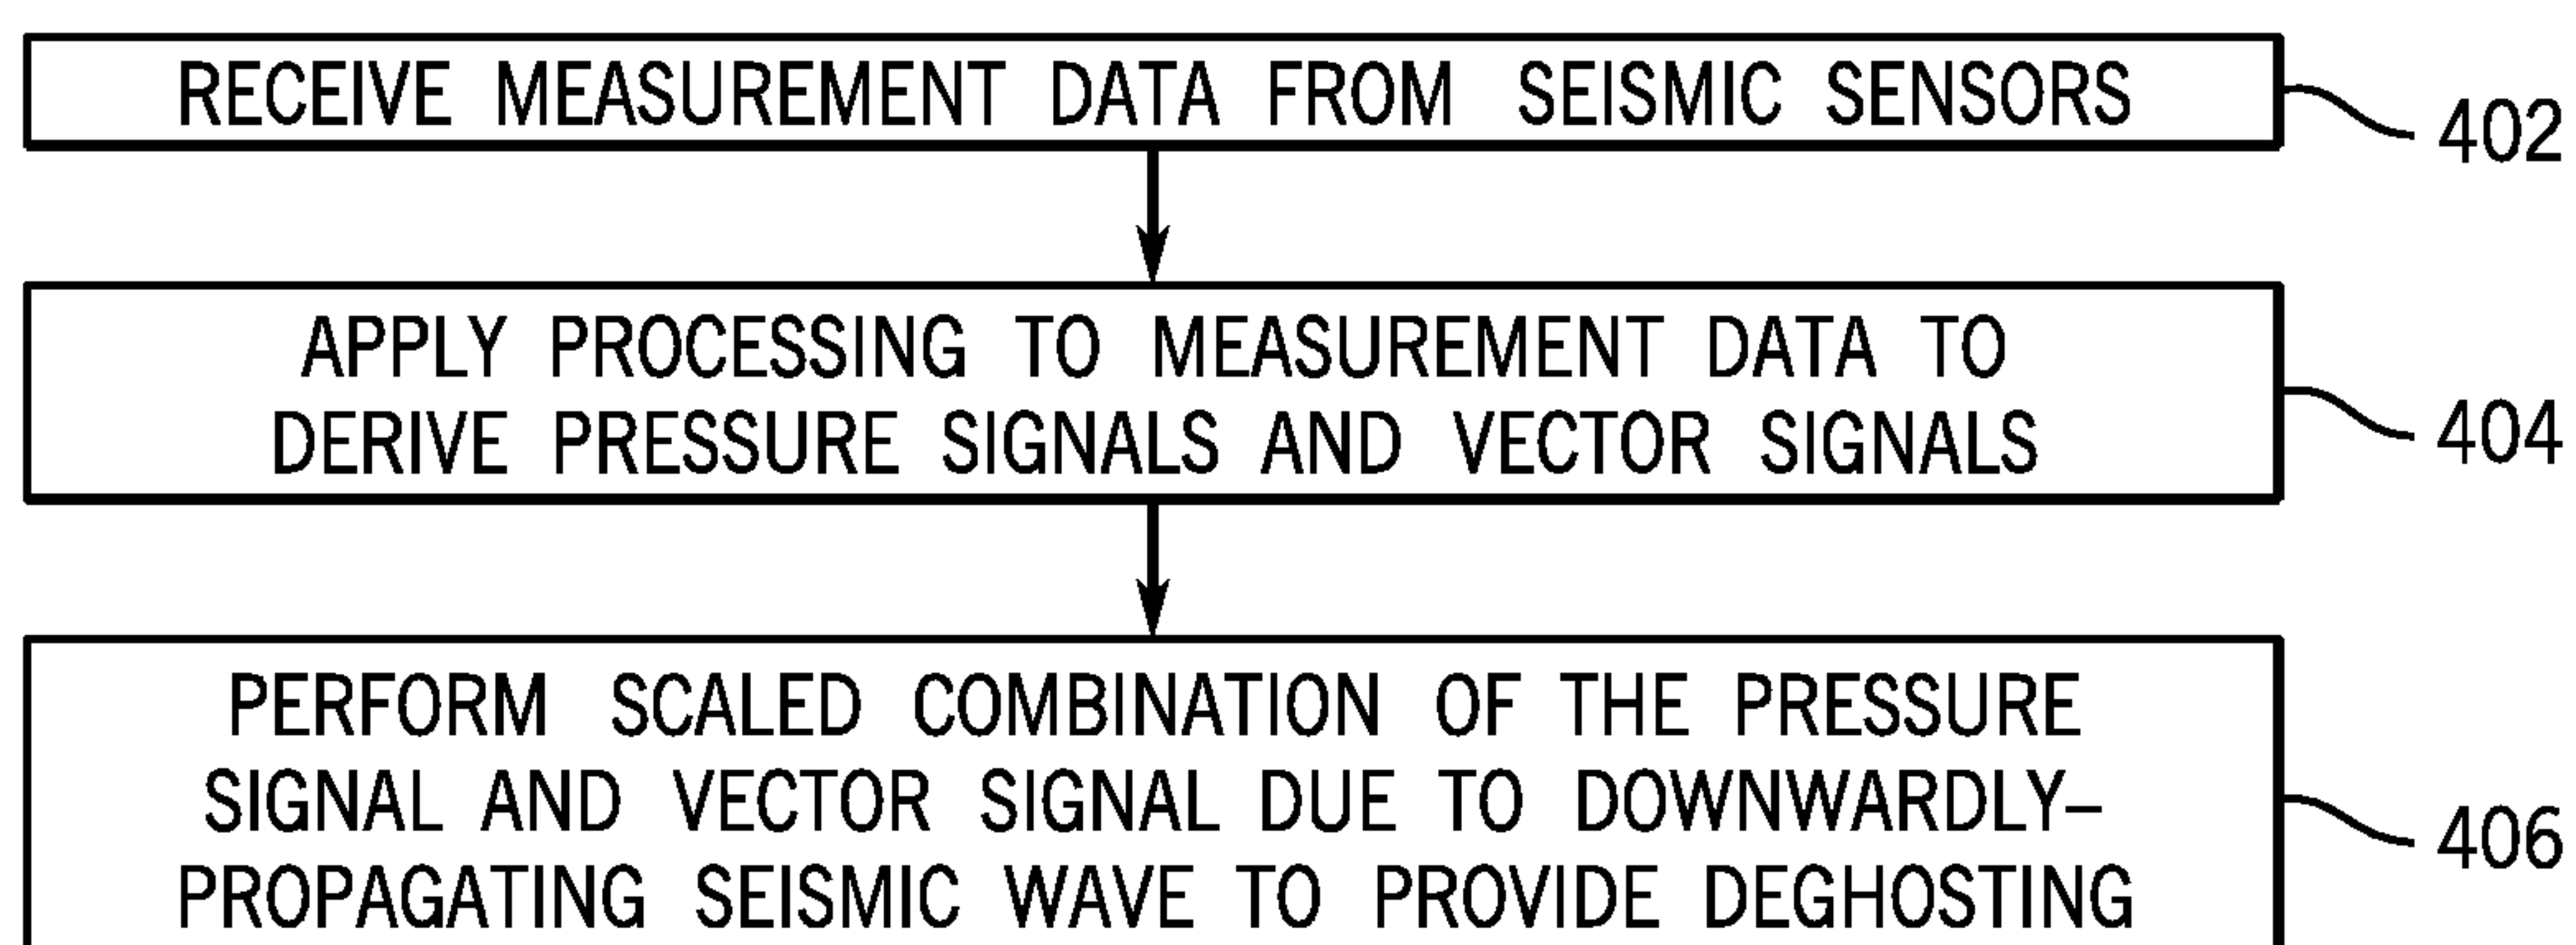 RECEIVE MEASUREMENT DATA FROM SEISMIC SENSORS
402
APPLY PROCESSING TO MEASUREMENT DATA TO
DERIVE PRESSURE SIGNALS AND VECTOR SIGNALS
404
PERFORM SCALED COMBINATION OF THE PRESSURE
SIGNAL AND VECTOR SIGNAL DUE TO DOWNWARDLY–
PROPAGATING SEISMIC WAVE TO PROVIDE DEGHOSTING
406